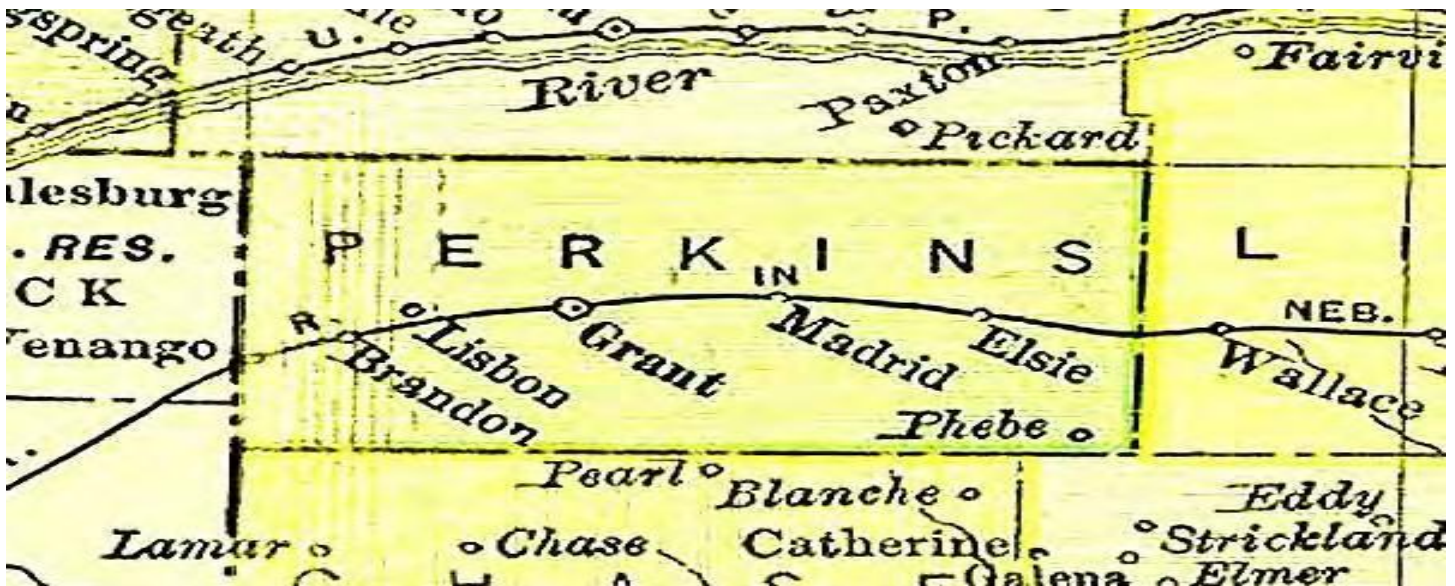 U.
P.
River
Paxton
Pickard
Fairvi
lesburg
. RES.
C K
Venango
PERKINS
L
IN
R
NEB.
Lisbon
Brandon
Grant
Madrid
Elsie
Wallace
Phebe
Pearl
Blanche
Eddy
Lamar
Chase
Catherine
Strickland
Galena
Elmer
C H A S E